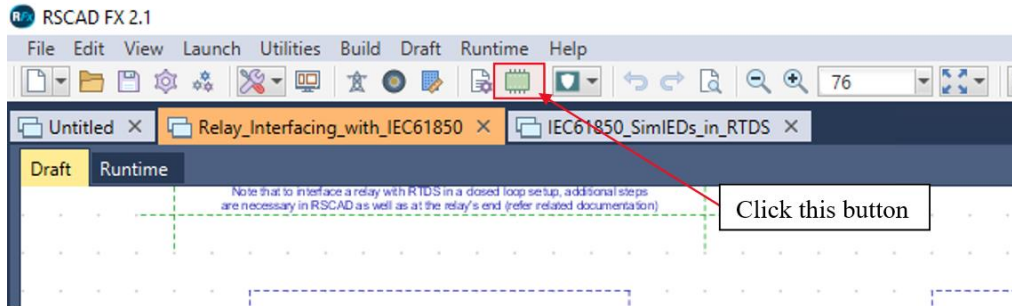 RFX RSCAD FX 2.1
File Edit View Launch Utilities Build Draft Runtime Help
76
Untitled × Relay_Interfacing_with_IEC61850 × IEC61850_SimIEDs_in_RTDS ×
Draft Runtime
Note that to interface a relay with RTDS in a closed loop setup, additional steps
are necessary in RSCAD as well as at the relay's end (refer related documentation)
Click this button